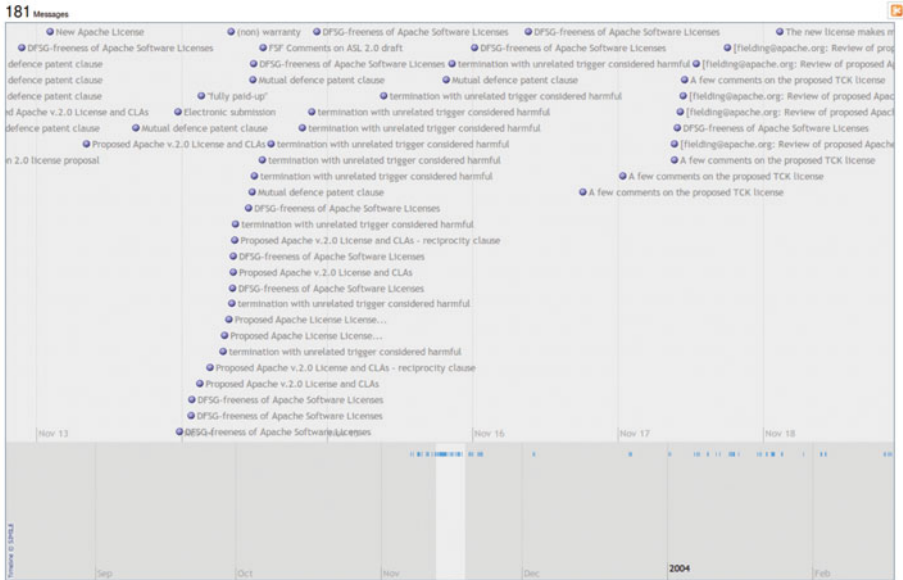 181 Messages
New Apache License (non) warranty DFSG-freeness of Apache Software Licenses DFSG-freeness of Apache Software Licenses The new license makes m
DFSG-freeness of Apache Software Licenses FSF Comments on ASL 2.0 draft DFSG-freeness of Apache Software Licenses [fielding@apache.org: Review of prop
defence patent clause DFSG-freeness of Apache Software Licenses termination with unrelated trigger considered harmful [fielding@apache.org: Review of proposed A
defence patent clause Mutual defence patent clause Mutual defence patent clause A few comments on the proposed TCK license
defence patent clause "fully paid-up" termination with unrelated trigger considered harmful [fielding@apache.org: Review of proposed Apac
ed Apache v.2.0 License and CLAs Electronic submission termination with unrelated trigger considered harmful [fielding@apache.org: Review of proposed Apacl
defence patent clause Mutual defence patent clause termination with unrelated trigger considered harmful DFSG-freeness of Apache Software Licenses
Proposed Apache v.2.0 License and CLAs termination with unrelated trigger considered harmful [fielding@apache.org: Review of proposed Apache
n 2.0 license proposal termination with unrelated trigger considered harmful A few comments on the proposed TCK license
termination with unrelated trigger considered harmful A few comments on the proposed TCK license
Mutual defence patent clause A few comments on the proposed TCK license
DFSG-freeness of Apache Software Licenses
termination with unrelated trigger considered harmful
Proposed Apache v.2.0 License and CLAs - reciprocity clause
DFSG-freeness of Apache Software Licenses
Proposed Apache v.2.0 License and CLAs
DFSG-freeness of Apache Software Licenses
termination with unrelated trigger considered harmful
Proposed Apache License License...
Proposed Apache License License...
termination with unrelated trigger considered harmful
Proposed Apache v.2.0 License and CLAs - reciprocity clause
Proposed Apache v.2.0 License and CLAs
DFSG-freeness of Apache Software Licenses
DFSG-freeness of Apache Software Licenses
DFSG-freeness of Apache Software Licenses
Nov 13 Nov 16 Nov 17 Nov 18
Timeline © SIMILE
Sep Oct Nov Dec 2004 Feb